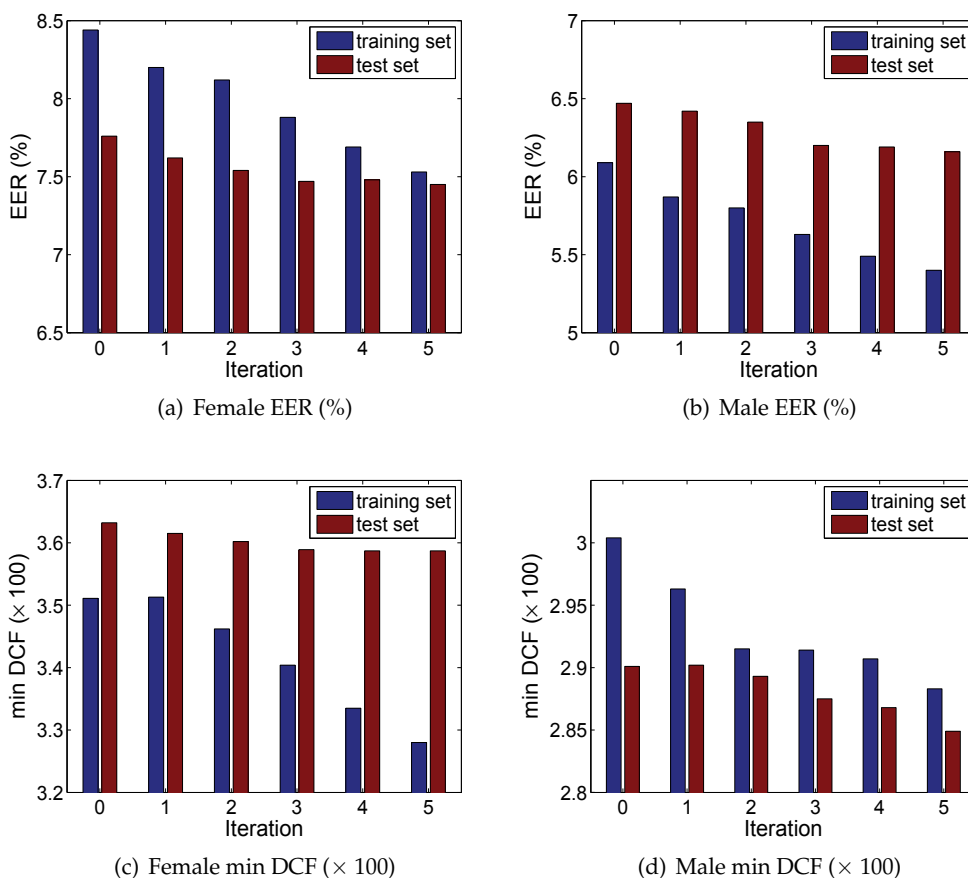 8.5
8
7.5
7
6.5
EER (%)
training set
test set
0 1 2 3 4 5
Iteration
(a) Female EER (%)
7
6.5
6
5.5
5
EER (%)
training set
test set
0 1 2 3 4 5
Iteration
(b) Male EER (%)
3.7
3.6
3.5
3.4
3.3
3.2
min DCF (× 100)
training set
test set
0 1 2 3 4 5
Iteration
(c) Female min DCF (× 100)
3
2.95
2.9
2.85
2.8
min DCF (× 100)
training set
test set
0 1 2 3 4 5
Iteration
(d) Male min DCF (× 100)